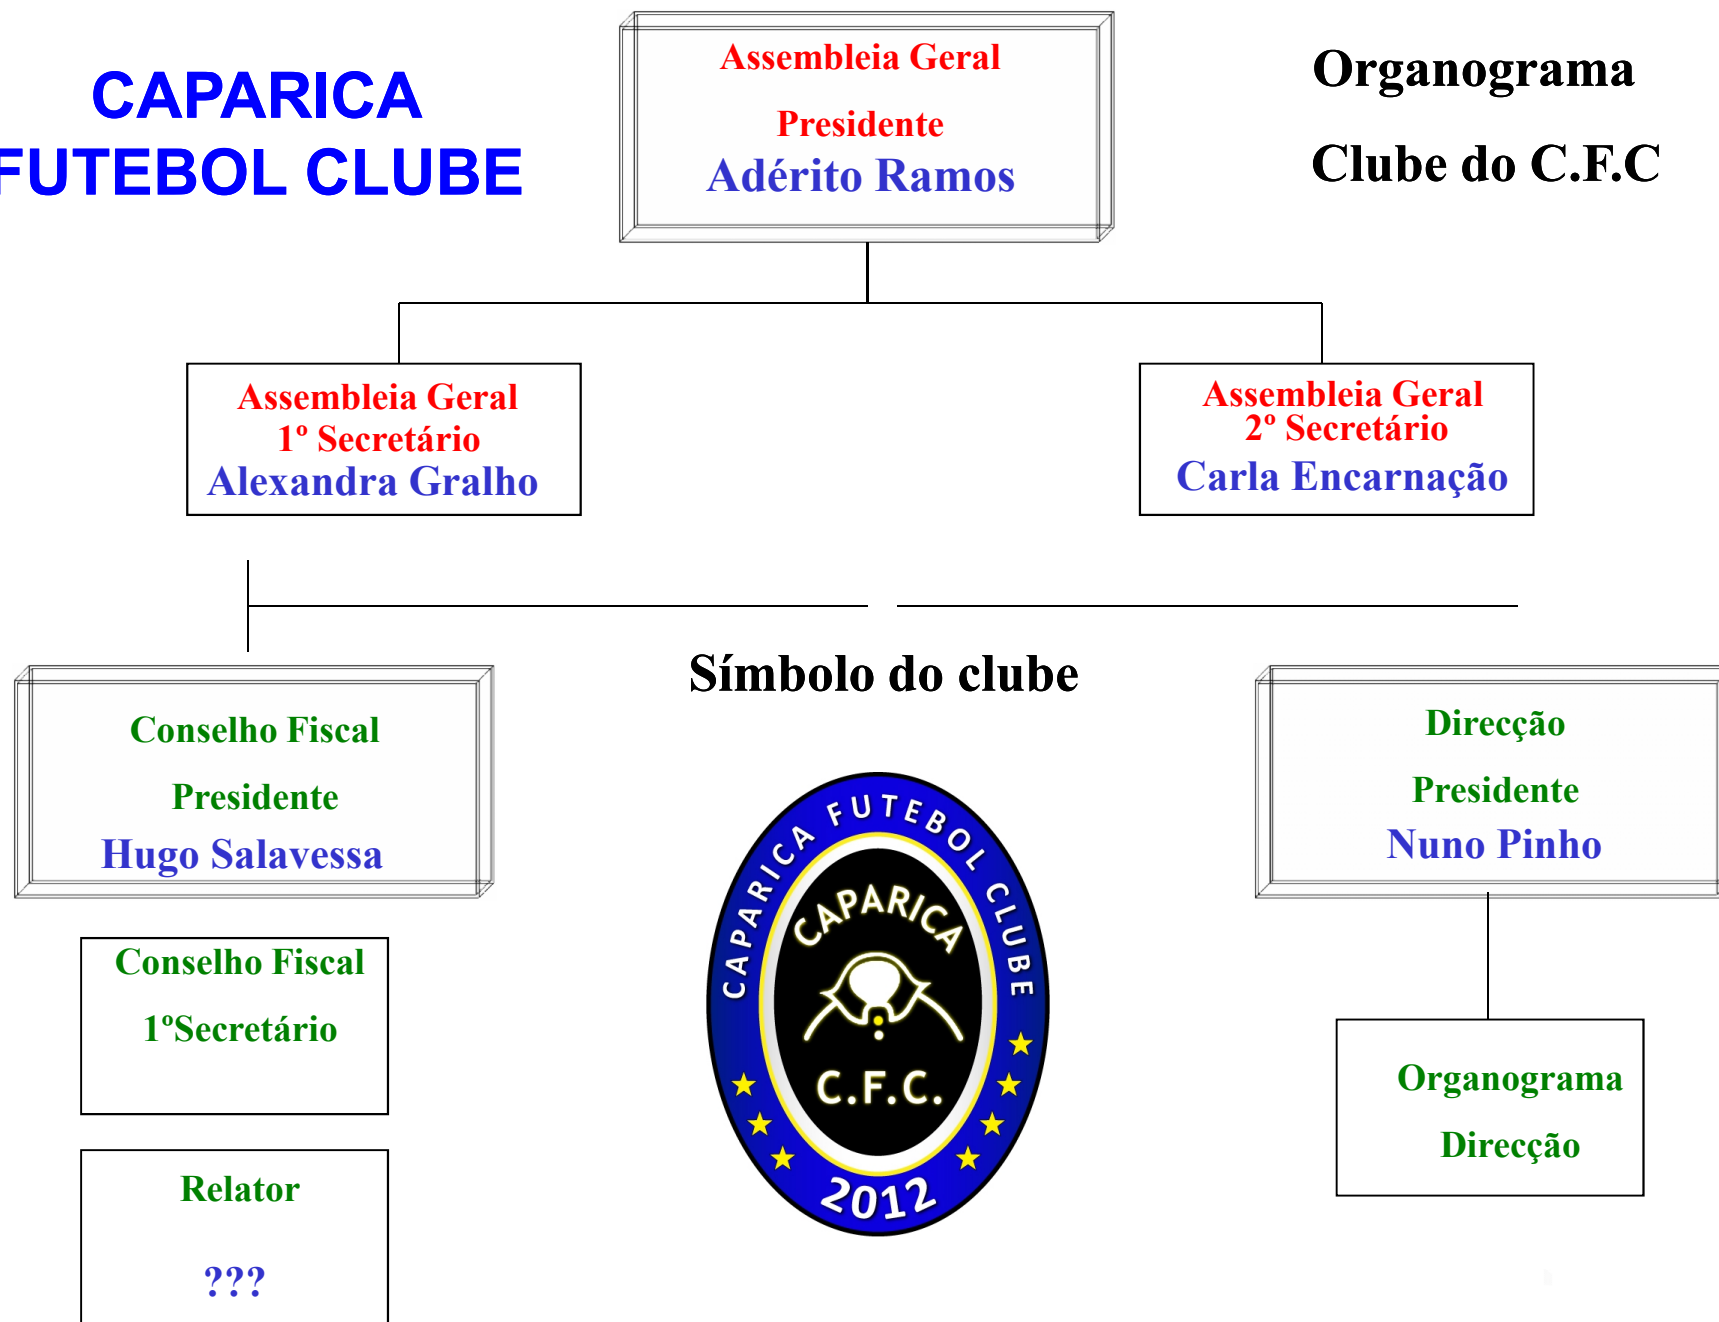 CAPARICA
FUTEBOL CLUBE
Assembleia Geral
Presidente
Adérito Ramos
Organograma
Clube do C.F.C
Assembleia Geral
1º Secretário
Alexandra Gralho
Assembleia Geral
2º Secretário
Carla Encarnação
Símbolo do clube
Conselho Fiscal
Presidente
Hugo Salavessa
Direcção
Presidente
Nuno Pinho
CAPARICA FUTEBOL CLUBE
CAPARICA
C.F.C.
2012
Conselho Fiscal
1ºSecretário
Organograma
Direcção
Relator
???